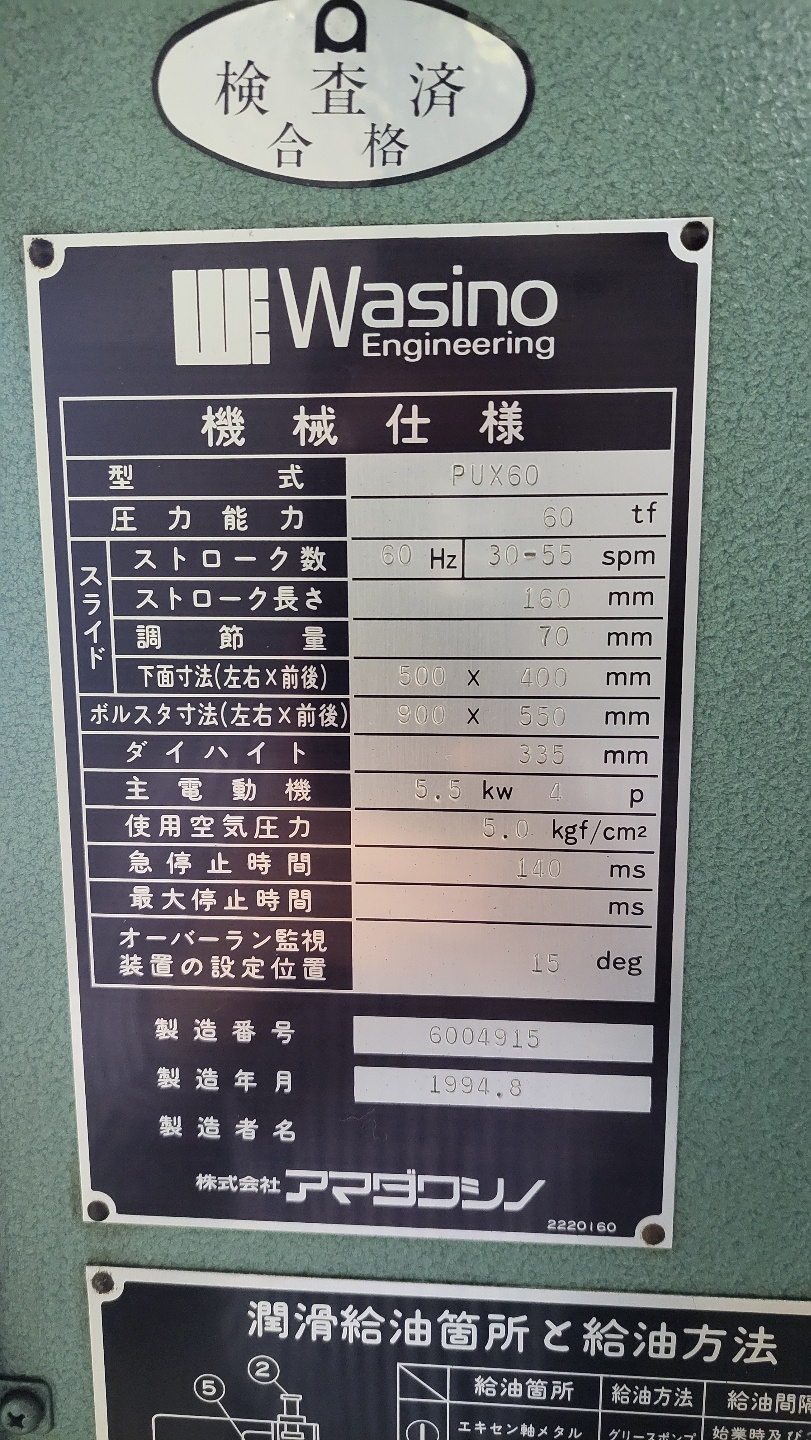 検査済
合格
Wasino
Engineering
機械仕様
型式 PUX60
圧力能力 60 tf
スライド
ストローク数 60 Hz 30-55 spm
ストローク長さ 160 mm
調節量 70 mm
下面寸法(左右×前後) 500 x 400 mm
ボルスタ寸法(左右×前後) 900 x 550 mm
ダイハイト 335 mm
主電動機 5.5 kw 4 p
使用空気圧力 5.0 kgf/cm2
急停止時間 140 ms
最大停止時間 ms
オーバーラン監視
装置の設定位置 15 deg
製造番号 6004915
製造年月 1994.8
製造者名
株式会社アマダワシノ
2220160
潤滑給油箇所と給油方法
② 
⑤
給油箇所 給油方法 給油間隔
① エキセン軸メタル グリースポンプ 始業時及び